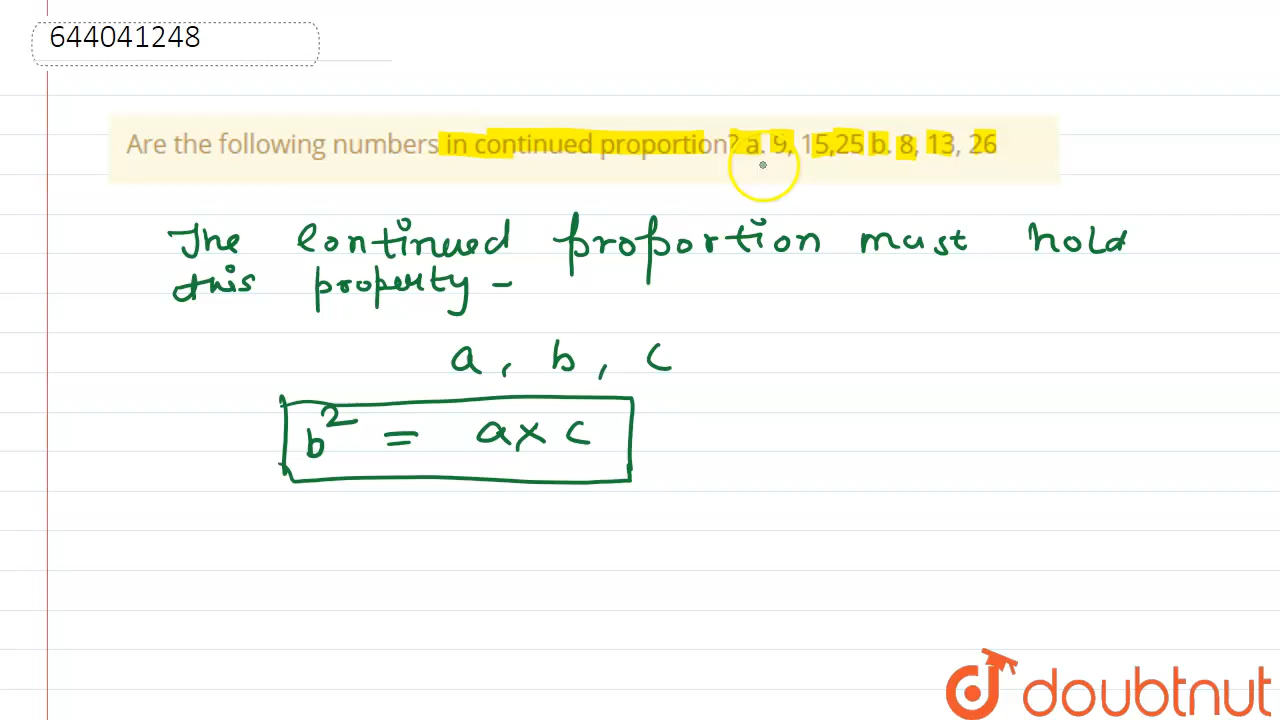 644041248
Are the following numbers in continued proportion? a. 9, 15,25 b. 8, 13, 26
The continued proportion must hold
this property -
a, b, c
b² = a × c
doubtnut